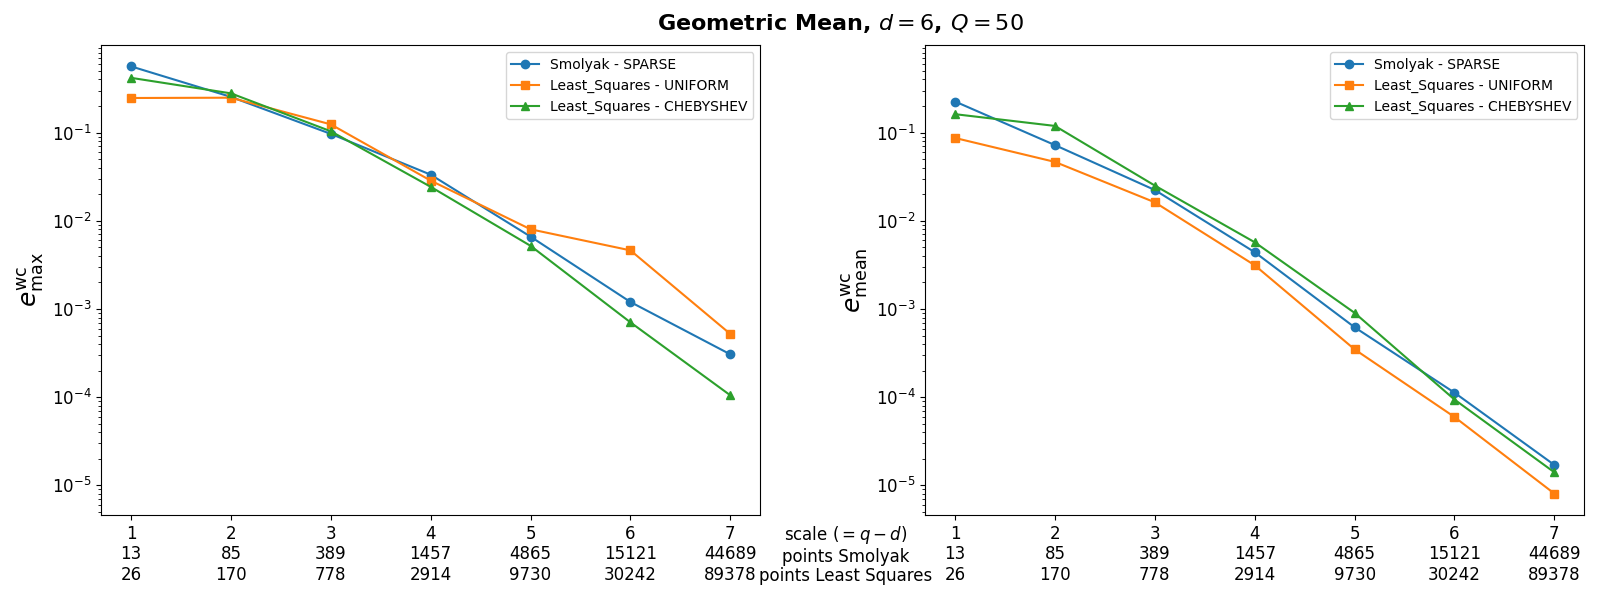 Geometric Mean, d = 6, Q = 50
Smolyak - SPARSE
Least_Squares - UNIFORM
Least_Squares - CHEBYSHEV
10⁻¹
10⁻²
10⁻³
10⁻⁴
10⁻⁵
e^wc_max
1 2 3 4 5 6 7
13 85 389 1457 4865 15121 44689
26 170 778 2914 9730 30242 89378
scale (= q − d)
points Smolyak
points Least Squares
Smolyak - SPARSE
Least_Squares - UNIFORM
Least_Squares - CHEBYSHEV
10⁻¹
10⁻²
10⁻³
10⁻⁴
10⁻⁵
e^wc_mean
1 2 3 4 5 6 7
13 85 389 1457 4865 15121 44689
26 170 778 2914 9730 30242 89378